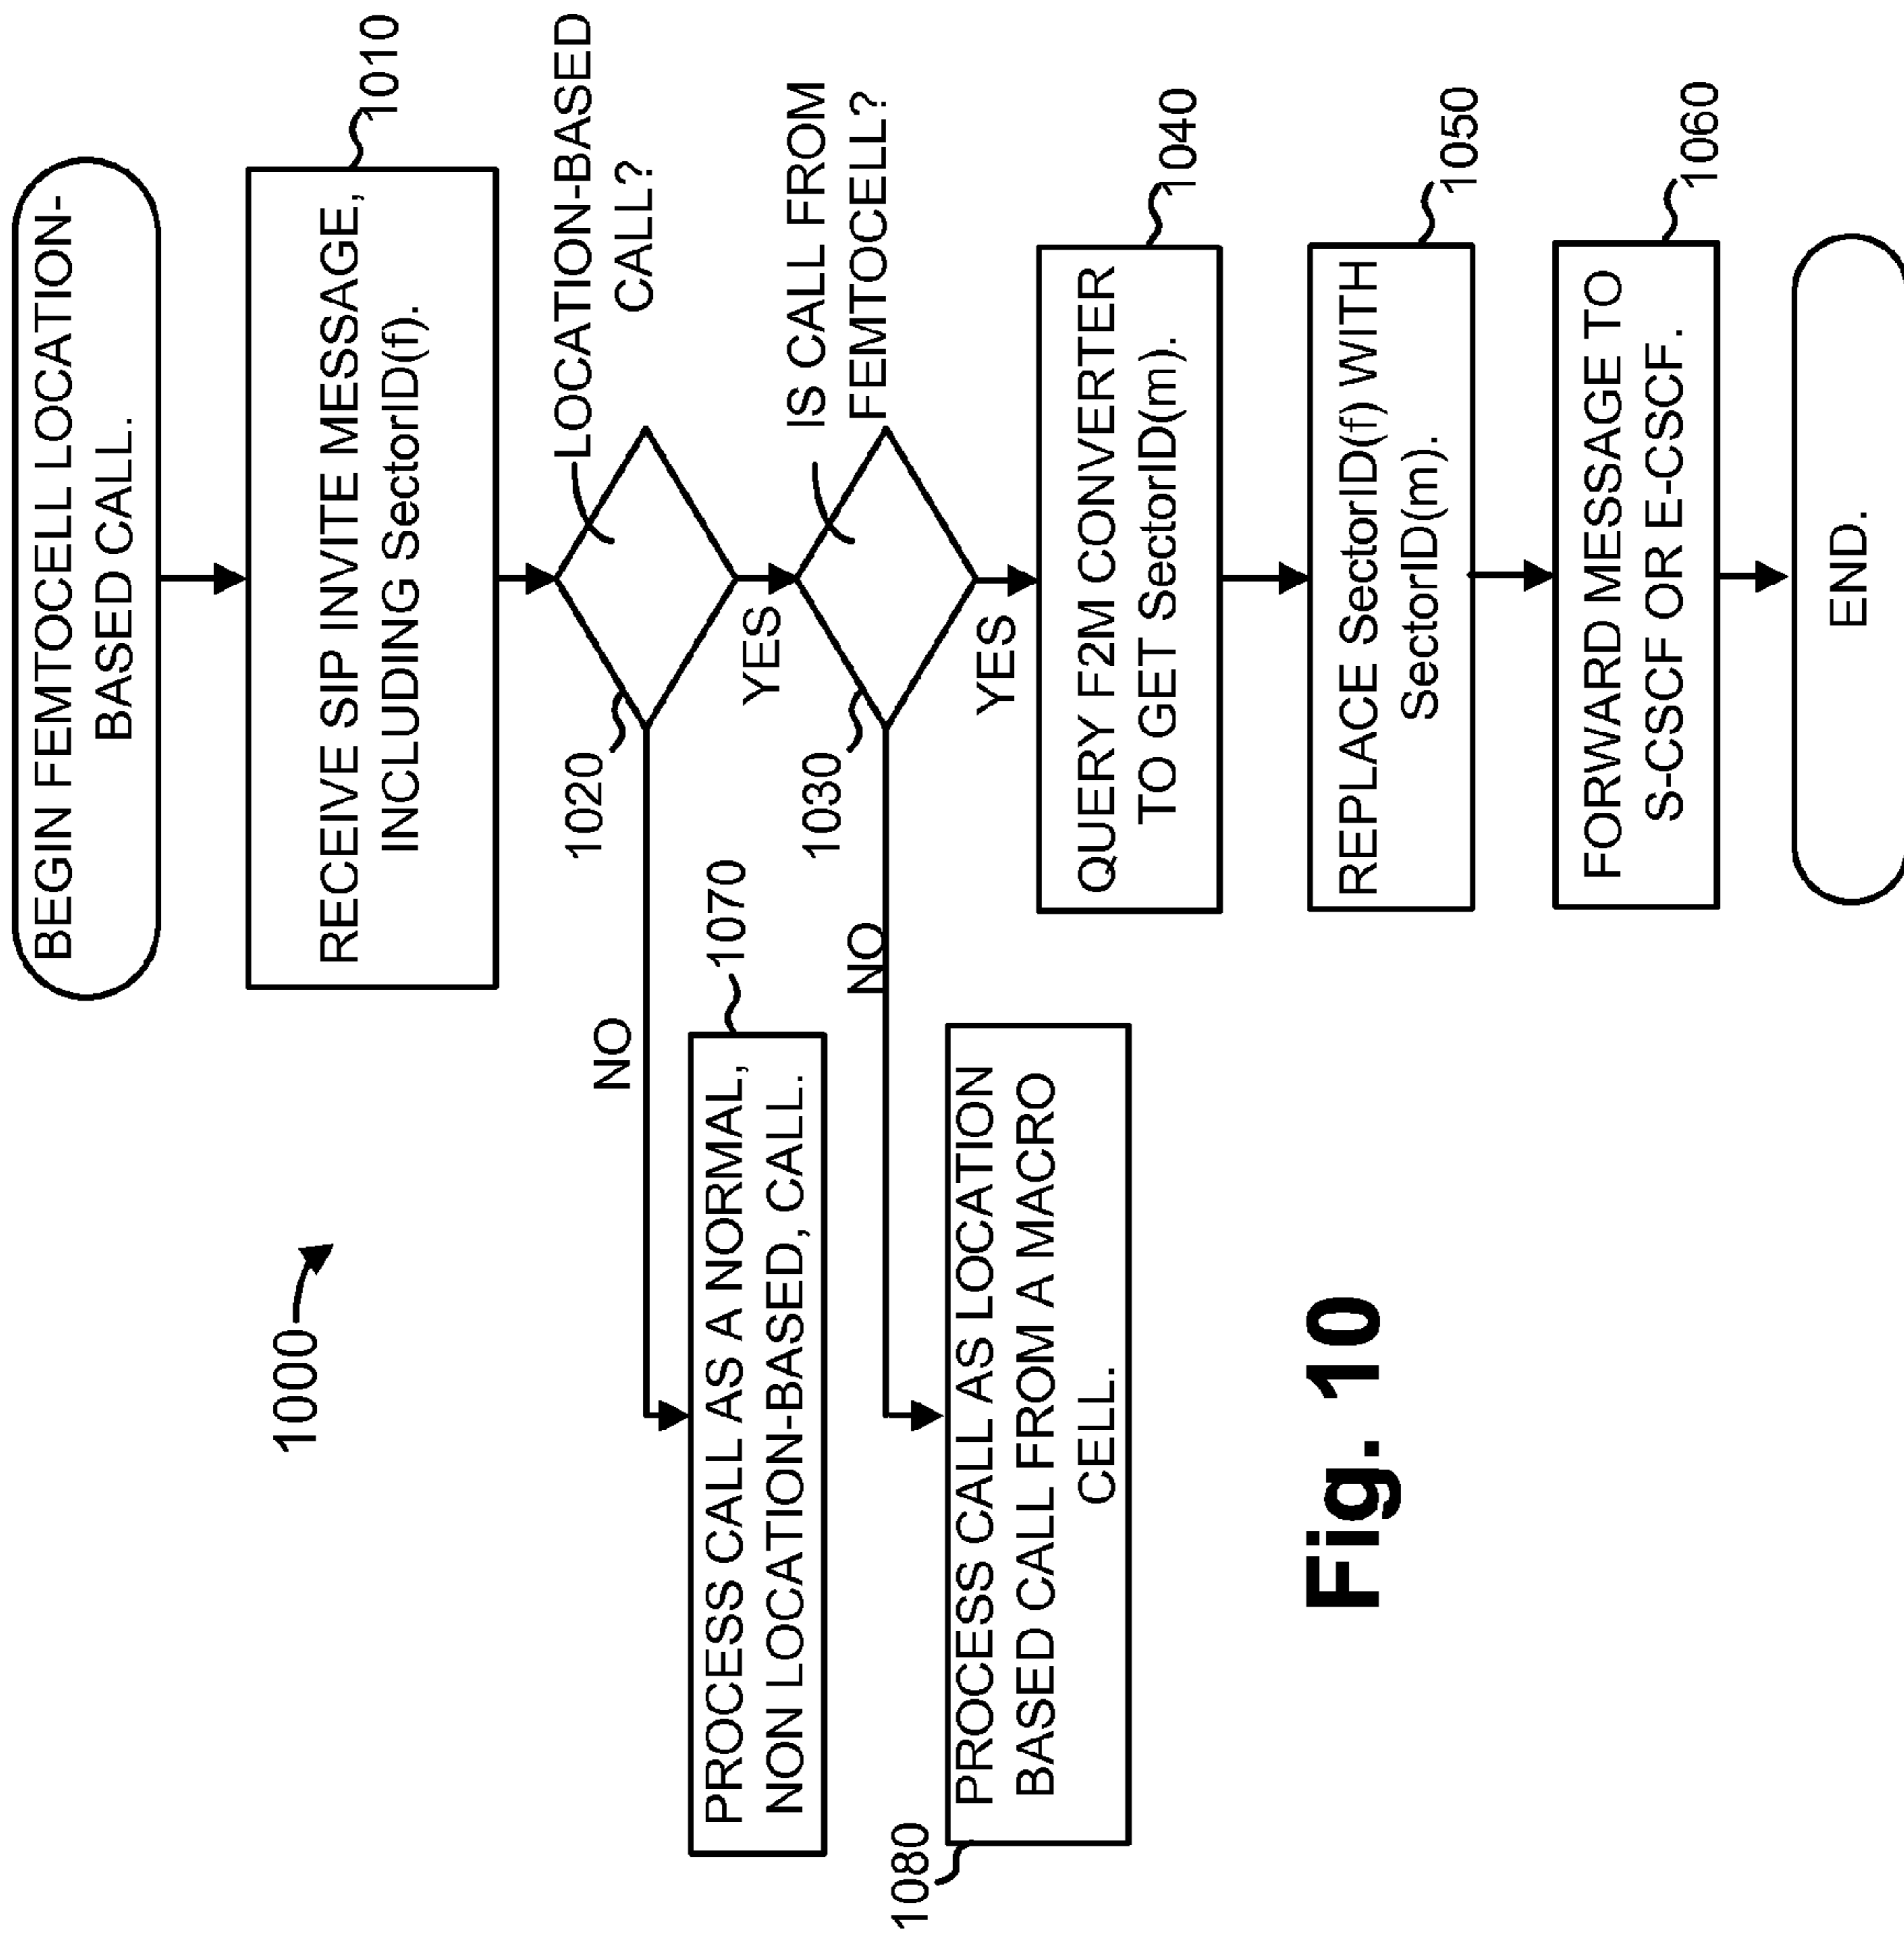 1000
BEGIN FEMTOCELL LOCATION-
BASED CALL.
RECEIVE SIP INVITE MESSAGE,
INCLUDING SectorID(f).
1010
LOCATION-BASED
CALL?
1020
NO
YES
PROCESS CALL AS A NORMAL,
NON LOCATION-BASED, CALL.
1070
IS CALL FROM
FEMTOCELL?
1030
NO
YES
PROCESS CALL AS LOCATION
BASED CALL FROM A MACRO
CELL.
1080
QUERY F2M CONVERTER
TO GET SectorID(m).
1040
REPLACE SectorID(f) WITH
SectorID(m).
1050
FORWARD MESSAGE TO
S-CSCF OR E-CSCF.
1060
END.
Fig. 10